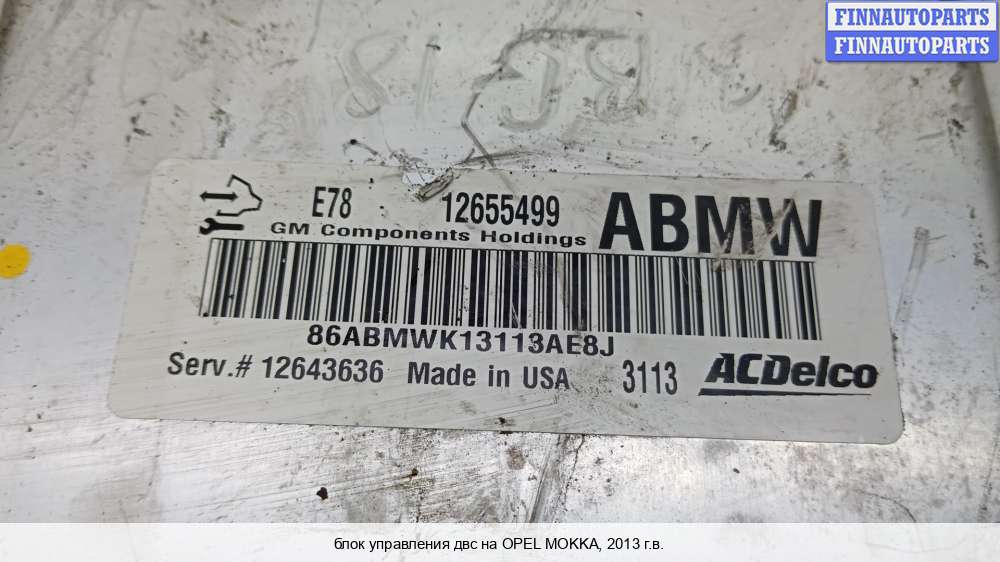 FINNAUTOPARTS
FINNAUTOPARTS
E78 12655499 ABMW
GM Components Holdings
86ABMWK13113AE8J
Serv.# 12643636 Made in USA 3113 ACDelco
блок управления двс на OPEL MOKKA, 2013 г.в.